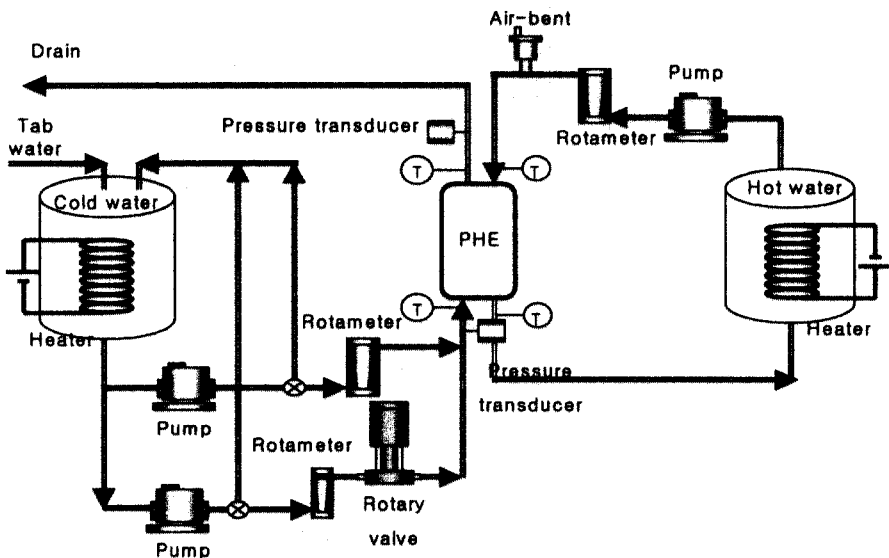 Air-bent
Drain
Pump
Tab
water
Pressure transducer
Rotameter
T
T
Cold water
Hot water
PHE
T
T
Heater
Rotameter
Heater
Pressure
transducer
Pump
Rotameter
Rotary
valve
Pump